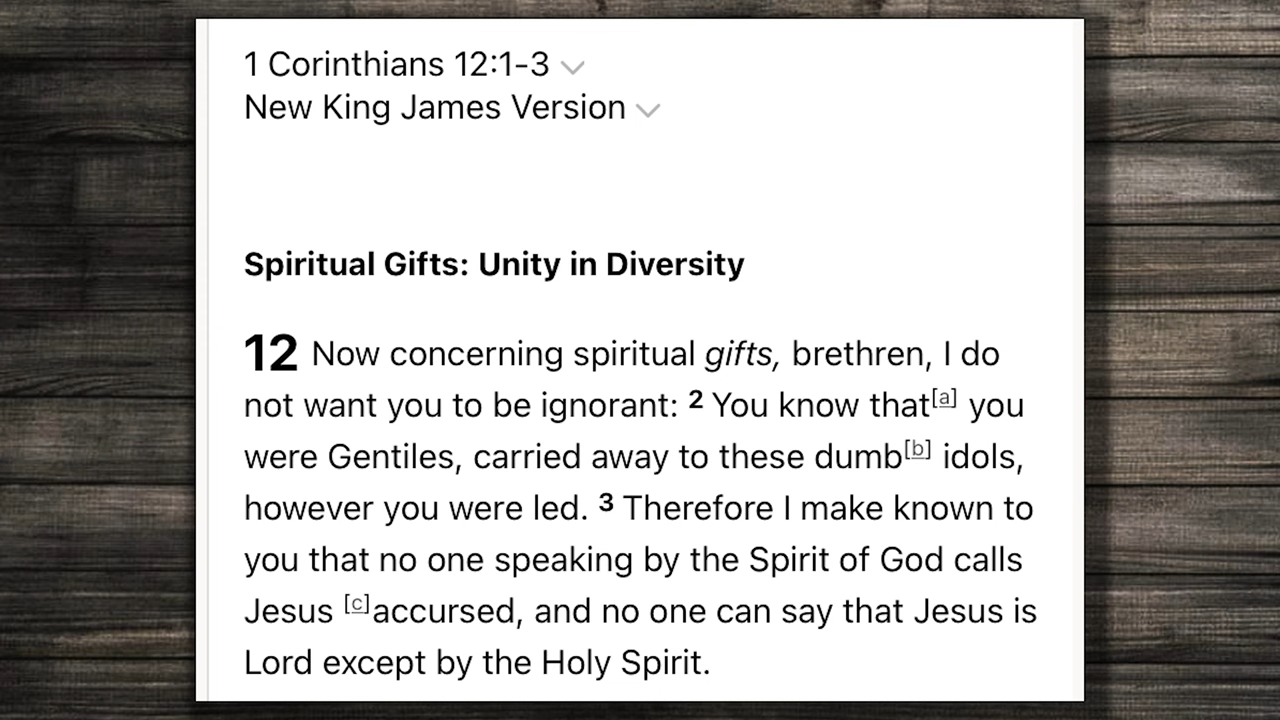 1 Corinthians 12:1-3
New King James Version
Spiritual Gifts: Unity in Diversity
12 Now concerning spiritual gifts, brethren, I do
not want you to be ignorant: 2 You know that[a] you
were Gentiles, carried away to these dumb[b] idols,
however you were led. 3 Therefore I make known to
you that no one speaking by the Spirit of God calls
Jesus [c]accursed, and no one can say that Jesus is
Lord except by the Holy Spirit.